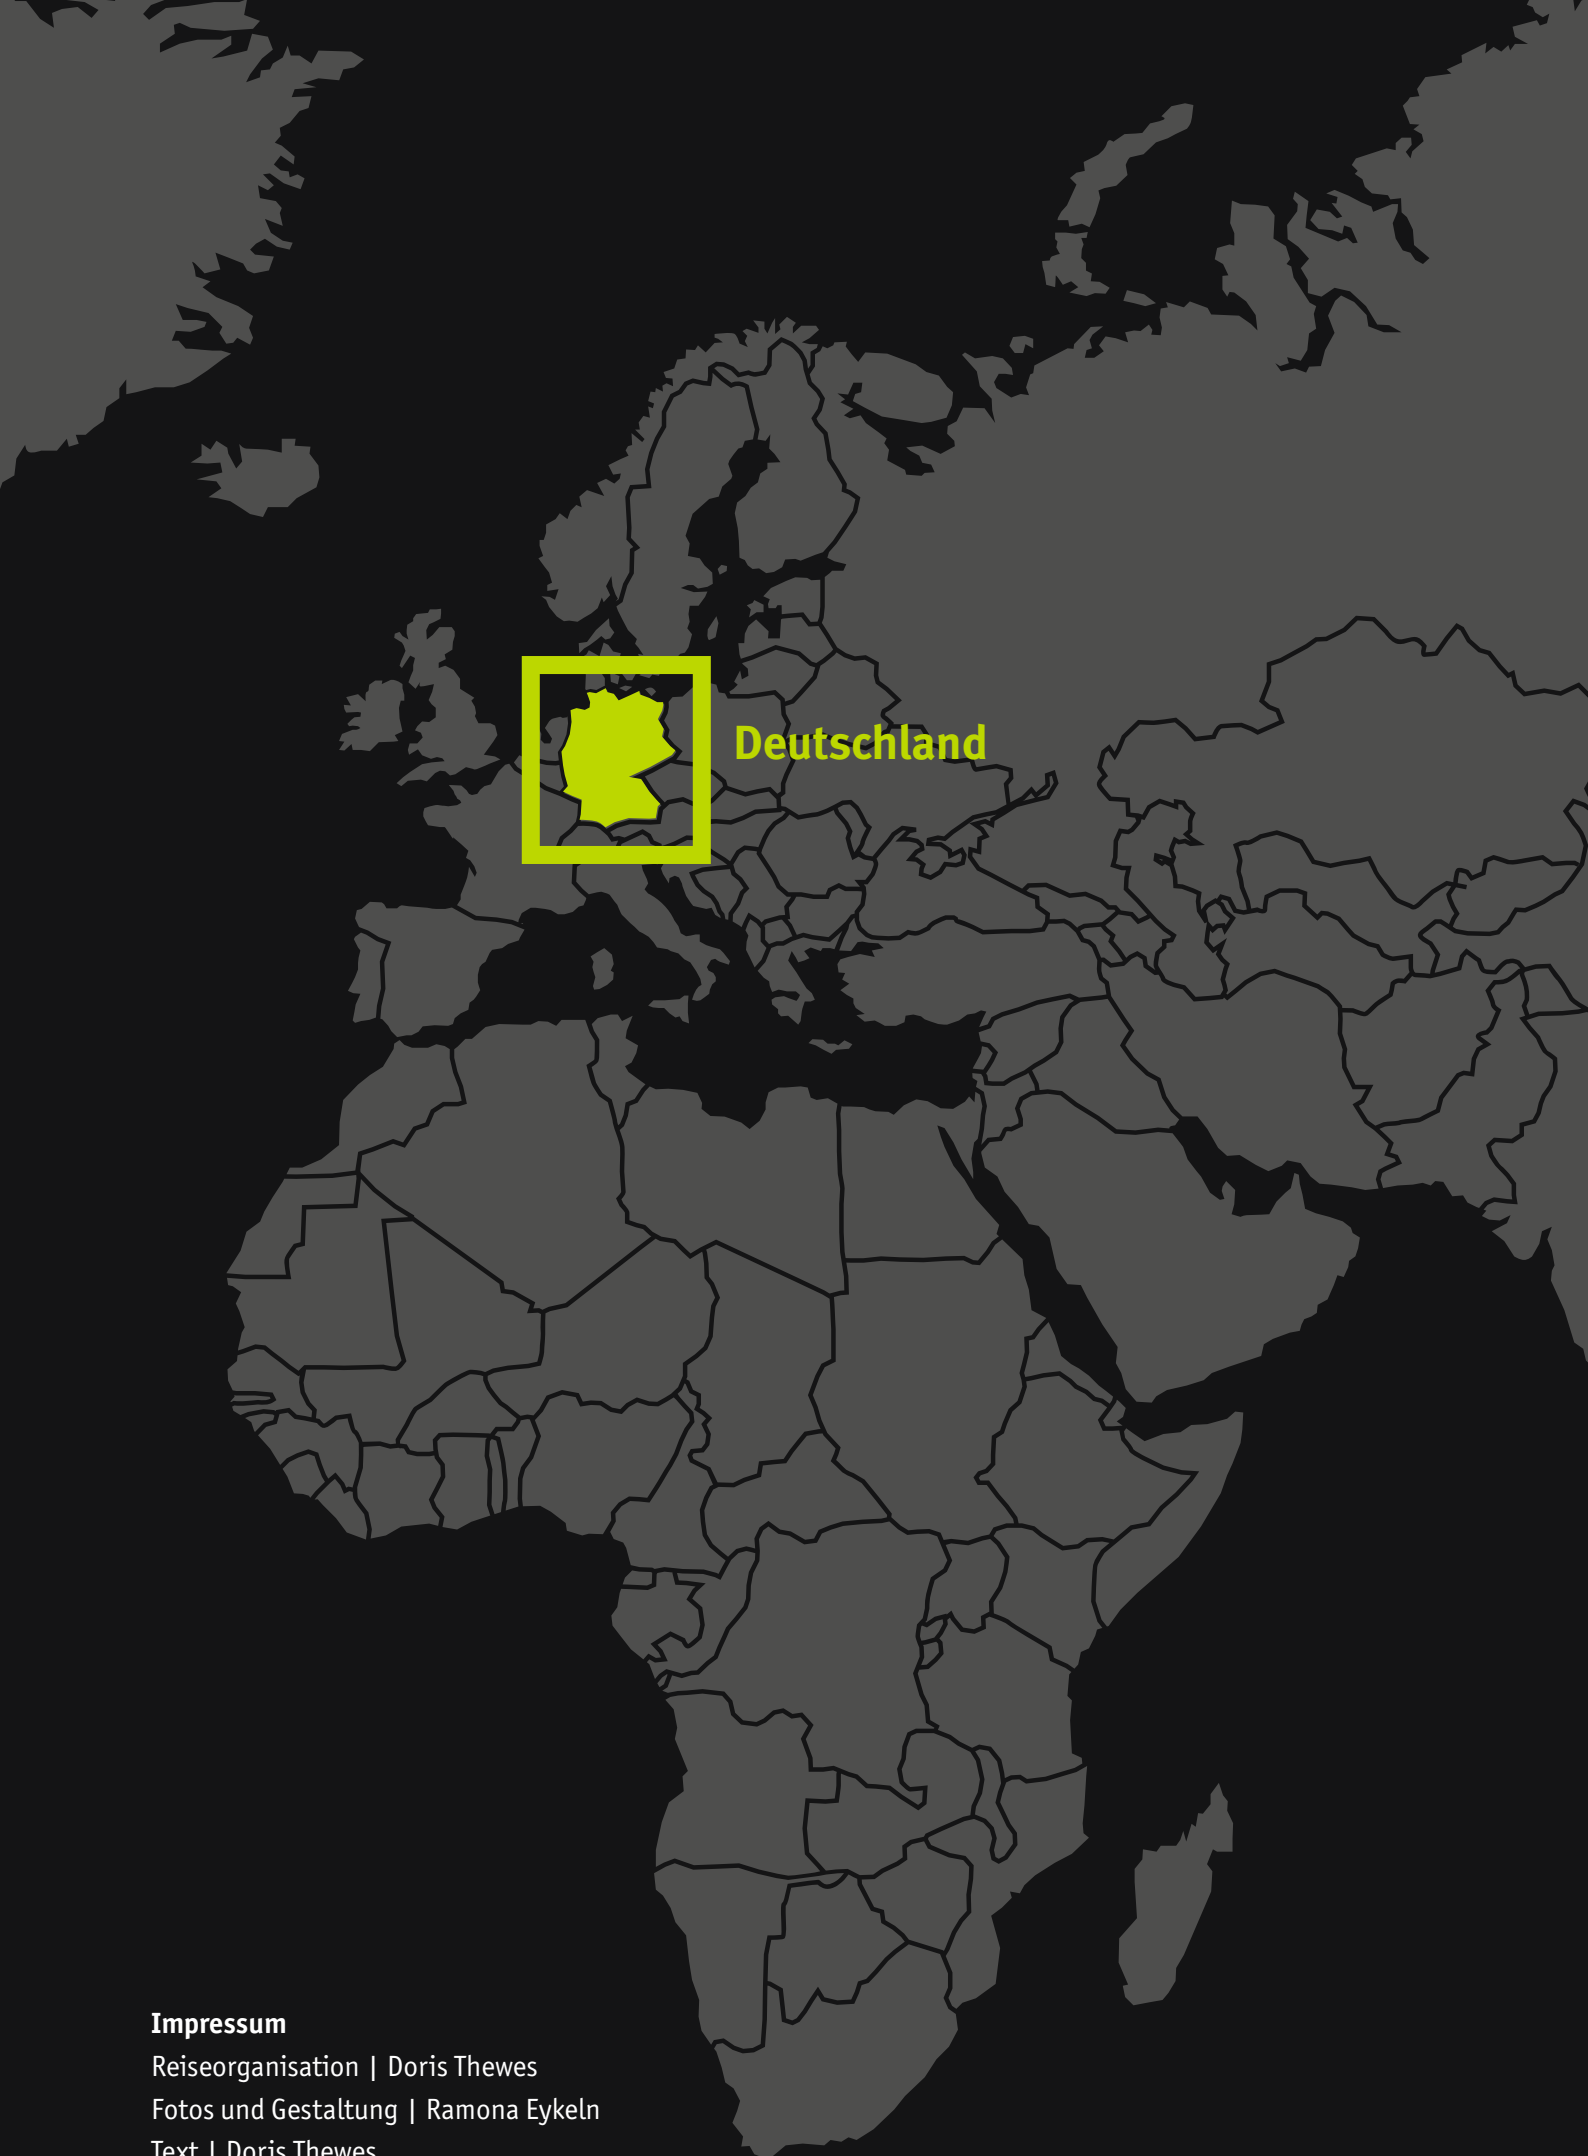 Deutschland
Impressum
Reiseorganisation | Doris Thewes
Fotos und Gestaltung | Ramona Eykeln
Text | Doris Thewes